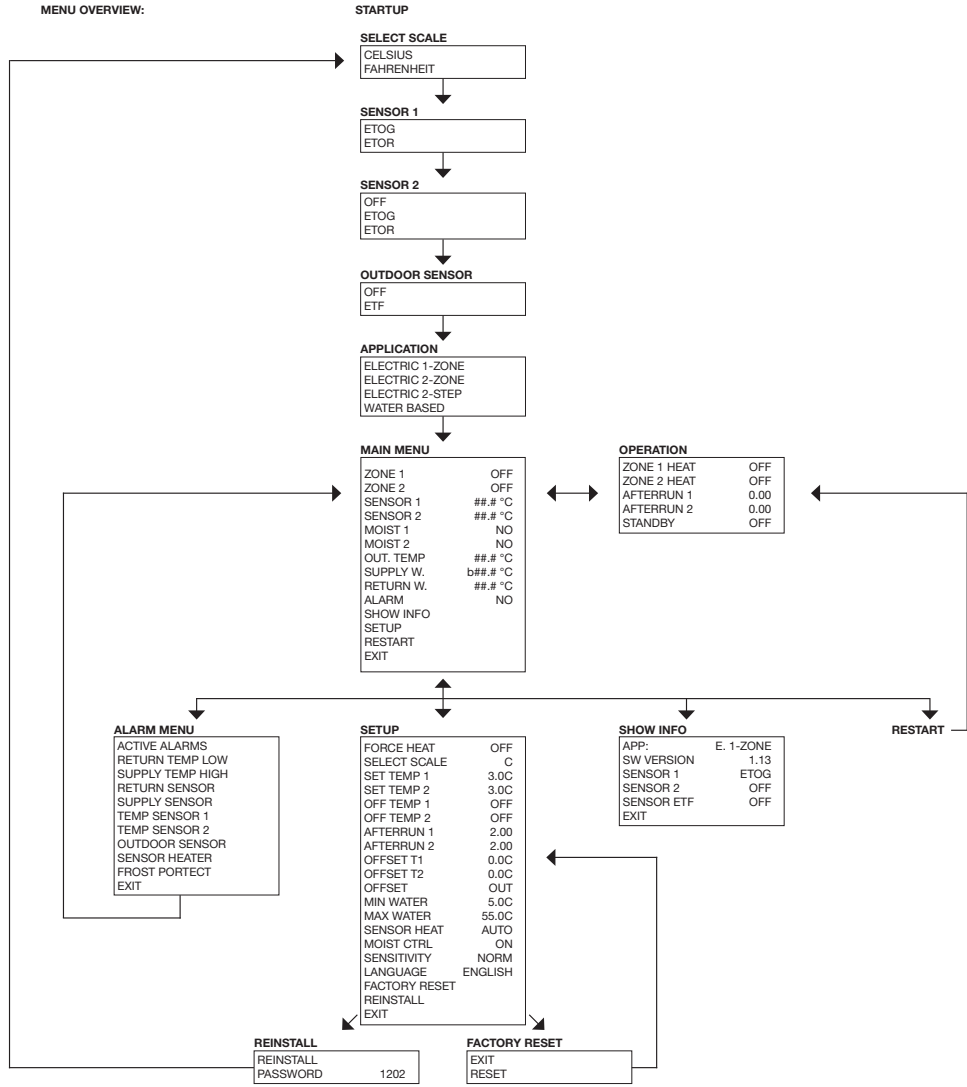 MENU OVERVIEW:
STARTUP
SELECT SCALE
CELSIUS
FAHRENHEIT
SENSOR 1
ETOG
ETOR
SENSOR 2
OFF
ETOG
ETOR
OUTDOOR SENSOR
OFF
ETF
APPLICATION
ELECTRIC 1-ZONE
ELECTRIC 2-ZONE
ELECTRIC 2-STEP
WATER BASED
MAIN MENU
ZONE 1 OFF
ZONE 2 OFF
SENSOR 1 ##.# °C
SENSOR 2 ##.# °C
MOIST 1 NO
MOIST 2 NO
OUT. TEMP ##.# °C
SUPPLY W. b##.# °C
RETURN W. ##.# °C
ALARM NO
SHOW INFO
SETUP
RESTART
EXIT
OPERATION
ZONE 1 HEAT OFF
ZONE 2 HEAT OFF
AFTERRUN 1 0.00
AFTERRUN 2 0.00
STANDBY OFF
ALARM MENU
ACTIVE ALARMS
RETURN TEMP LOW
SUPPLY TEMP HIGH
RETURN SENSOR
SUPPLY SENSOR
TEMP SENSOR 1
TEMP SENSOR 2
OUTDOOR SENSOR
SENSOR HEATER
FROST PORTECT
EXIT
SETUP
FORCE HEAT OFF
SELECT SCALE C
SET TEMP 1 3.0C
SET TEMP 2 3.0C
OFF TEMP 1 OFF
OFF TEMP 2 OFF
AFTERRUN 1 2.00
AFTERRUN 2 2.00
OFFSET T1 0.0C
OFFSET T2 0.0C
OFFSET OUT
MIN WATER 5.0C
MAX WATER 55.0C
SENSOR HEAT AUTO
MOIST CTRL ON
SENSITIVITY NORM
LANGUAGE ENGLISH
FACTORY RESET
REINSTALL
EXIT
SHOW INFO
APP: E. 1-ZONE
SW VERSION 1.13
SENSOR 1 ETOG
SENSOR 2 OFF
SENSOR ETF OFF
EXIT
RESTART
REINSTALL
REINSTALL
PASSWORD 1202
FACTORY RESET
EXIT
RESET